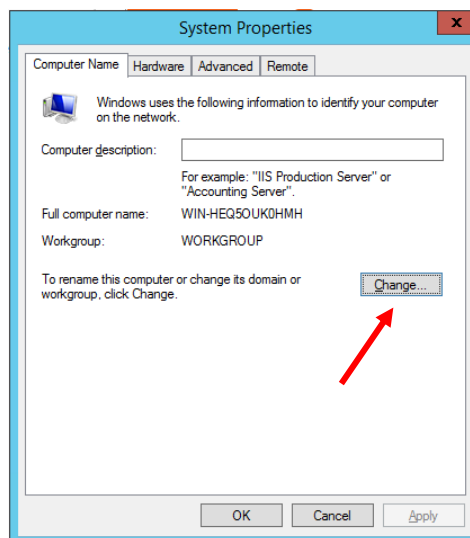 System Properties
x
Computer Name Hardware Advanced Remote
Windows uses the following information to identify your computer
on the network.
Computer description:
For example: "IIS Production Server" or
"Accounting Server".
Full computer name: WIN-HEQ5OUK0HMH
Workgroup: WORKGROUP
To rename this computer or change its domain or
workgroup, click Change.
Change...
OK Cancel Apply